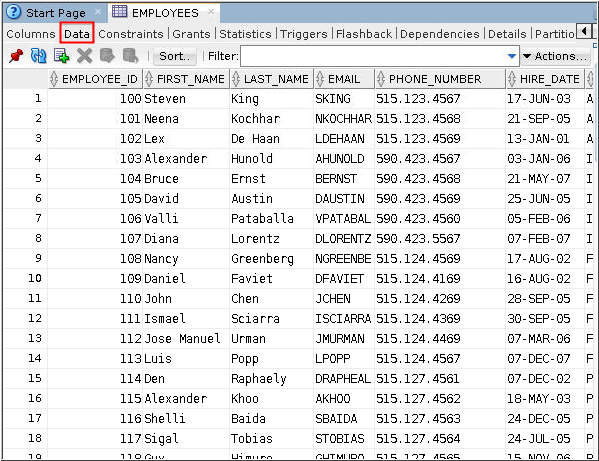 Start Page × EMPLOYEES ×
Columns Data Constraints Grants Statistics Triggers Flashback Dependencies Details Partitio
Sort.. Filter: Actions...
EMPLOYEE_ID FIRST_NAME LAST_NAME EMAIL PHONE_NUMBER HIRE_DATE
1 100 Steven King SKING 515.123.4567 17-JUN-03 A
2 101 Neena Kochhar NKOCHHAR 515.123.4568 21-SEP-05 A
3 102 Lex De Haan LDEHAAN 515.123.4569 13-JAN-01 A
4 103 Alexander Hunold AHUNOLD 590.423.4567 03-JAN-06 I
5 104 Bruce Ernst BERNST 590.423.4568 21-MAY-07 I
6 105 David Austin DAUSTIN 590.423.4569 25-JUN-05 I
7 106 Valli Pataballa VPATABAL 590.423.4560 05-FEB-06 I
8 107 Diana Lorentz DLORENTZ 590.423.5567 07-FEB-07 I
9 108 Nancy Greenberg NGREENBE 515.124.4569 17-AUG-02 F
10 109 Daniel Faviet DFAVIET 515.124.4169 16-AUG-02 F
11 110 John Chen JCHEN 515.124.4269 28-SEP-05 F
12 111 Ismael Sciarra ISCIARRA 515.124.4369 30-SEP-05 F
13 112 Jose Manuel Urman JMURMAN 515.124.4469 07-MAR-06 F
14 113 Luis Popp LPOPP 515.124.4567 07-DEC-07 F
15 114 Den Raphaely DRAPHEAL 515.127.4561 07-DEC-02 P
16 115 Alexander Khoo AKHOO 515.127.4562 18-MAY-03 P
17 116 Shelli Baida SBAIDA 515.127.4563 24-DEC-05 P
18 117 Sigal Tobias STOBIAS 515.127.4564 24-JUL-05 P
19 118 Guy Himuro GHIMURO 515.127.4565 15-NOV-06 P